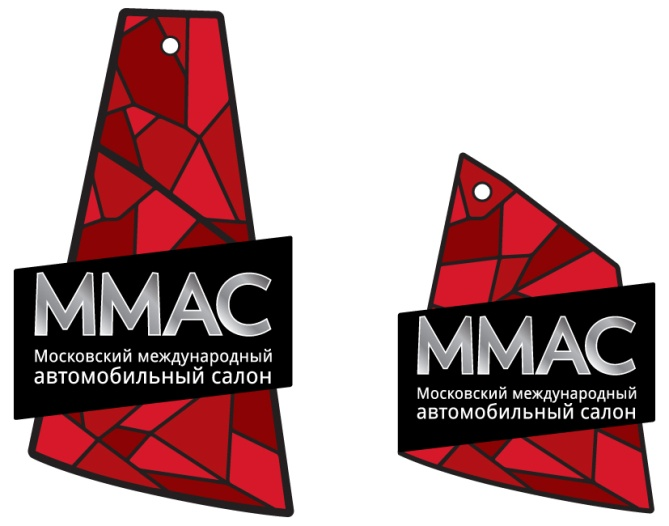 ММАС
Московский международный
автомобильный салон
ММАС
Московский международный
автомобильный салон